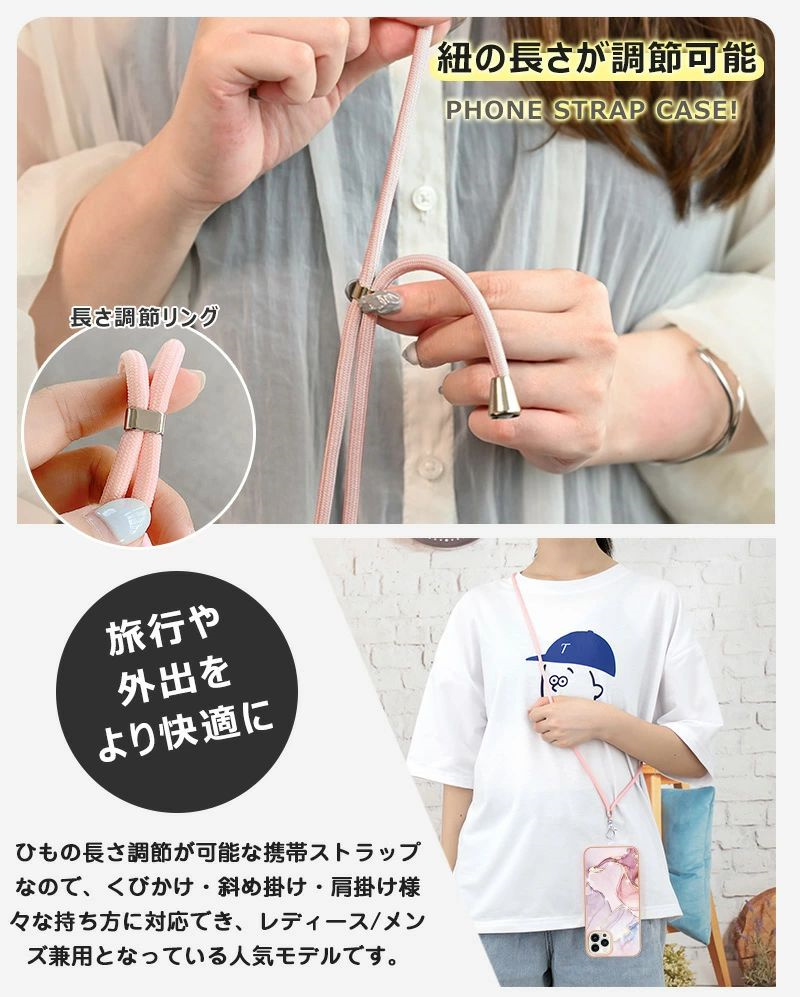 紐の長さが調節可能
PHONE STRAP CASE!
長さ調節リング
旅行や
外出を
より快適に
T
ひもの長さ調節が可能な携帯ストラップ
なので、くびかけ・斜め掛け・肩掛け様
々な持ち方に対応でき、レディース/メン
ズ兼用となっている人気モデルです。